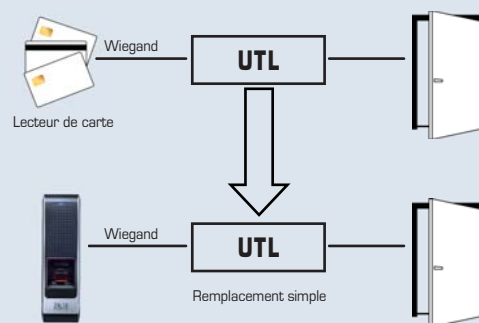 Wiegand
UTL
Lecteur de carte
Wiegand
UTL
Remplacement simple